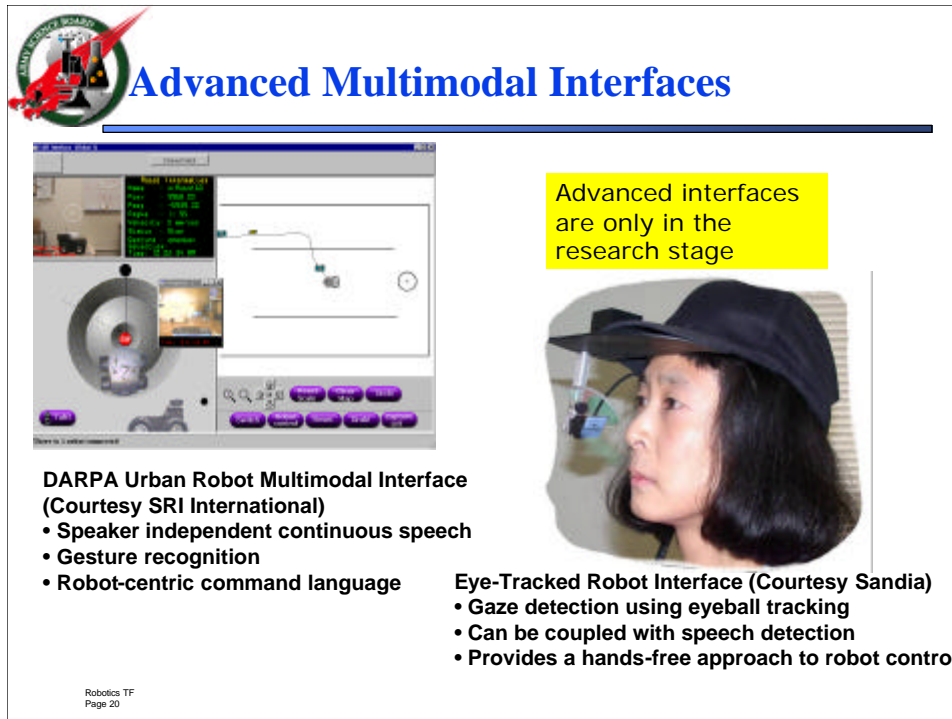 ARMY SCIENCE BOARD
Advanced Multimodal Interfaces
Advanced interfaces
are only in the
research stage
DARPA Urban Robot Multimodal Interface
(Courtesy SRI International)
• Speaker independent continuous speech
• Gesture recognition
• Robot-centric command language
Eye-Tracked Robot Interface (Courtesy Sandia)
• Gaze detection using eyeball tracking
• Can be coupled with speech detection
• Provides a hands-free approach to robot contro
Robotics TF
Page 20